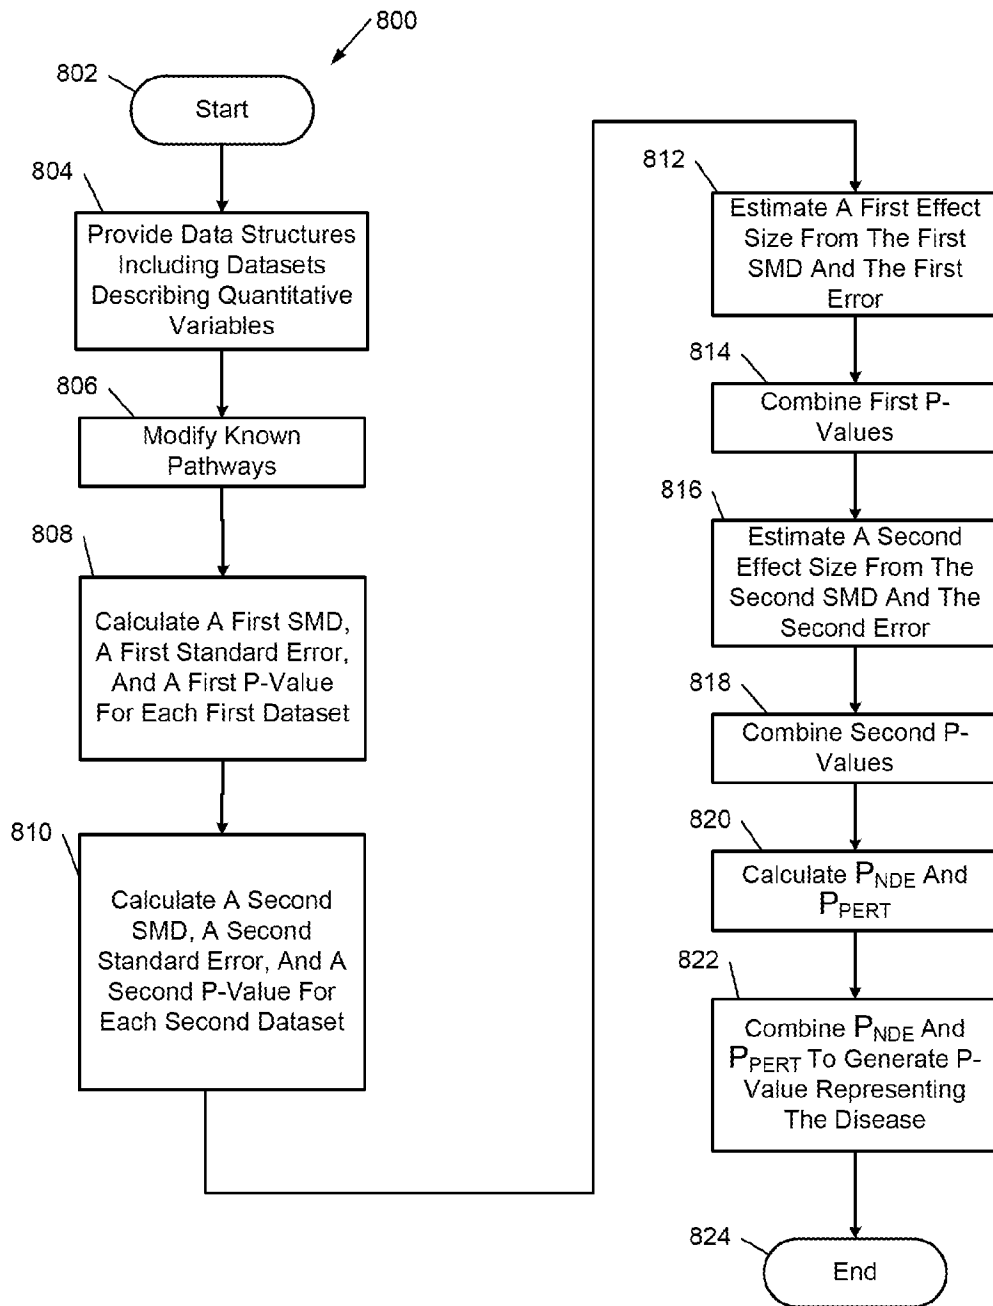 800
802
Start
804
Provide Data Structures
Including Datasets
Describing Quantitative
Variables
806
Modify Known
Pathways
808
Calculate A First SMD,
A First Standard Error,
And A First P-Value
For Each First Dataset
810
Calculate A Second
SMD, A Second
Standard Error, And A
Second P-Value For
Each Second Dataset
812
Estimate A First Effect
Size From The First
SMD And The First
Error
814
Combine First P-
Values
816
Estimate A Second
Effect Size From The
Second SMD And The
Second Error
818
Combine Second P-
Values
820
Calculate PNDE And
PPERT
822
Combine PNDE And
PPERT To Generate P-
Value Representing
The Disease
824
End